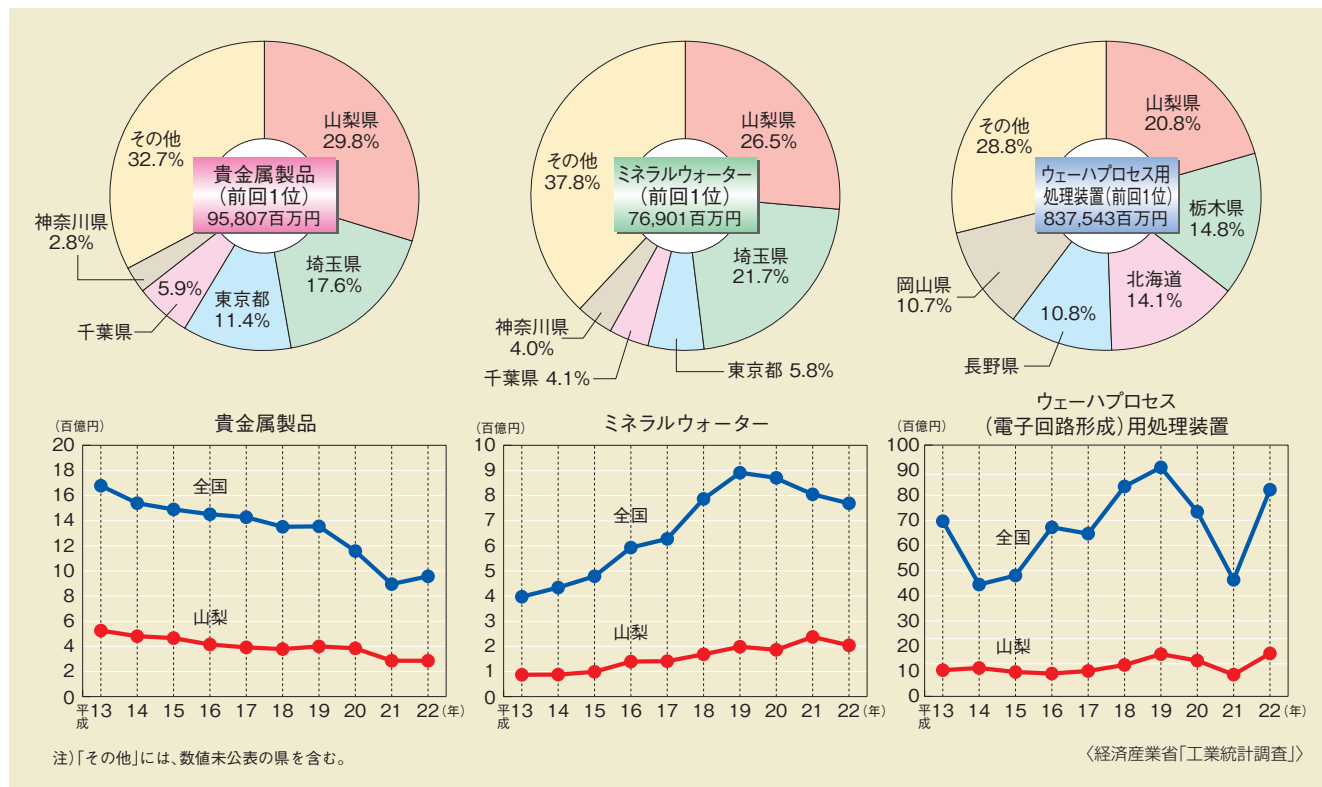 山梨県
29.8%
埼玉県
17.6%
東京都
11.4%
5.9%
千葉県
神奈川県
2.8%
その他
32.7%
貴金属製品
(前回1位)
95,807百万円
山梨県
26.5%
埼玉県
21.7%
東京都 5.8%
千葉県 4.1%
神奈川県
4.0%
その他
37.8%
ミネラルウォーター
(前回1位)
76,901百万円
山梨県
20.8%
栃木県
14.8%
北海道
14.1%
10.8%
長野県
岡山県
10.7%
その他
28.8%
ウェーハプロセス用
処理装置(前回1位)
837,543百万円
貴金属製品
(百億円)
20
18
16
14
12
10
8
6
4
2
0
全国
山梨
平成
13 14 15 16 17 18 19 20 21 22(年)
ミネラルウォーター
(百億円)
10
9
8
7
6
5
4
3
2
1
0
全国
山梨
平成
13 14 15 16 17 18 19 20 21 22(年)
ウェーハプロセス
(電子回路形成)用処理装置
(百億円)
100
90
80
70
60
50
40
30
20
10
0
全国
山梨
平成
13 14 15 16 17 18 19 20 21 22(年)
注)「その他」には、数値未公表の県を含む。
〈経済産業省「工業統計調査」〉